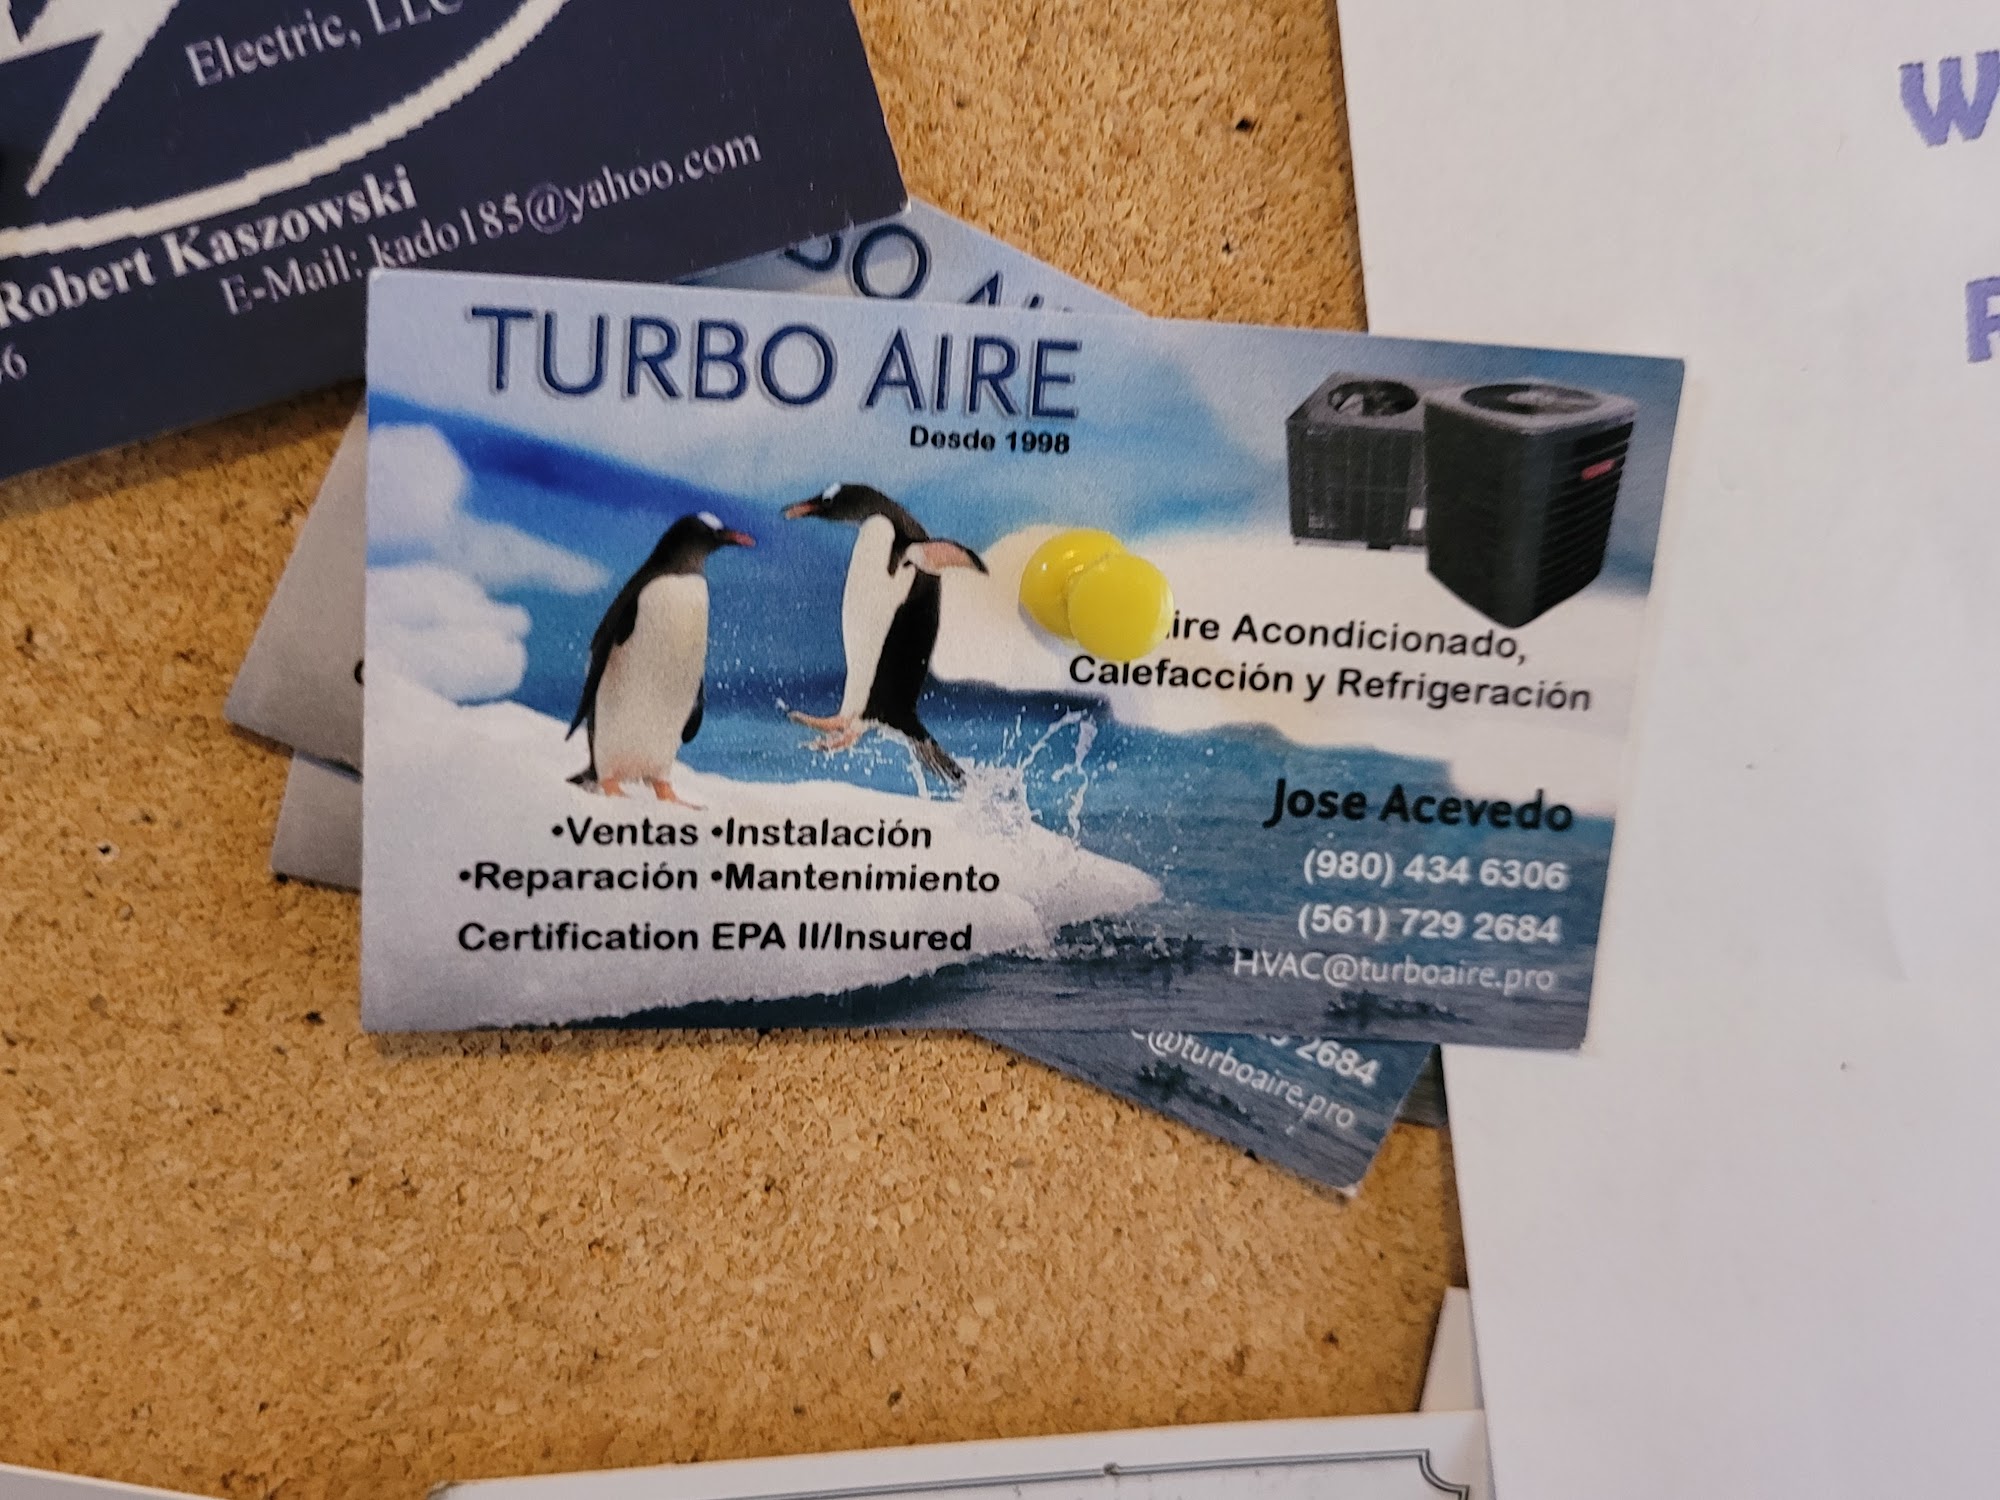 Electric, LLC
Robert Kaszowski
E-Mail: kado185@yahoo.com
TURBO AIRE
Desde 1998
Aire Acondicionado,
Calefacción y Refrigeración
Jose Acevedo
(980) 434 6306
(561) 729 2684
HVAC@turboaire.pro
•Ventas •Instalación
•Reparación •Mantenimiento
Certification EPA II/Insured
2684
@turboaire.pro